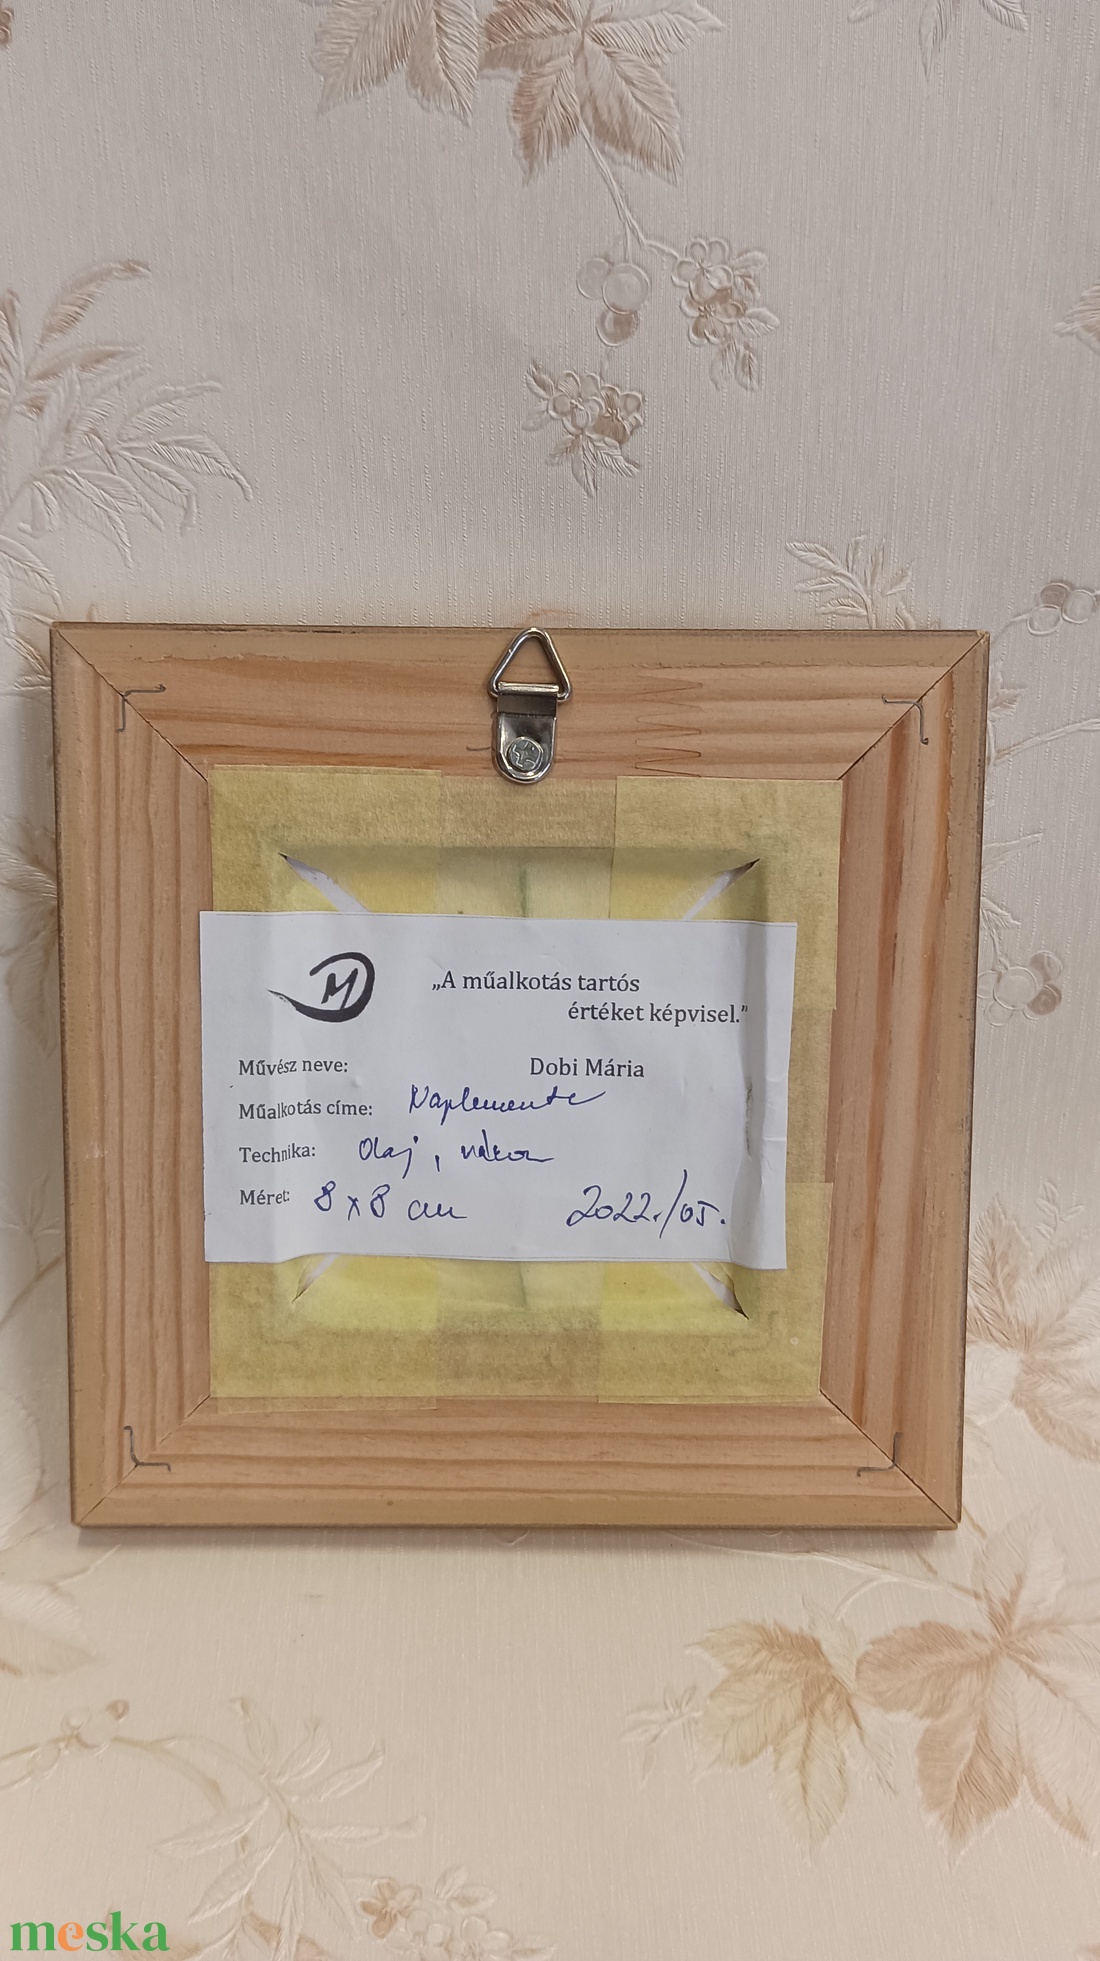 M
„A műalkotás tartós
értéket képvisel.”
Művész neve: Dobi Mária
Műalkotás címe: Naplemente
Technika: Olaj, vászon
Méret: 8 x 8 cm 2022./05.
meska